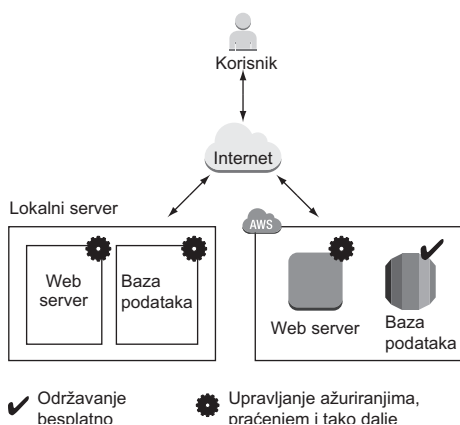 Korisnik
Internet
Lokalni server
Web
server
Baza
podataka
AWS
Web server
Baza
podataka
Održavanje
besplatno
Upravljanje ažuriranjima,
praćenjem i tako dalje